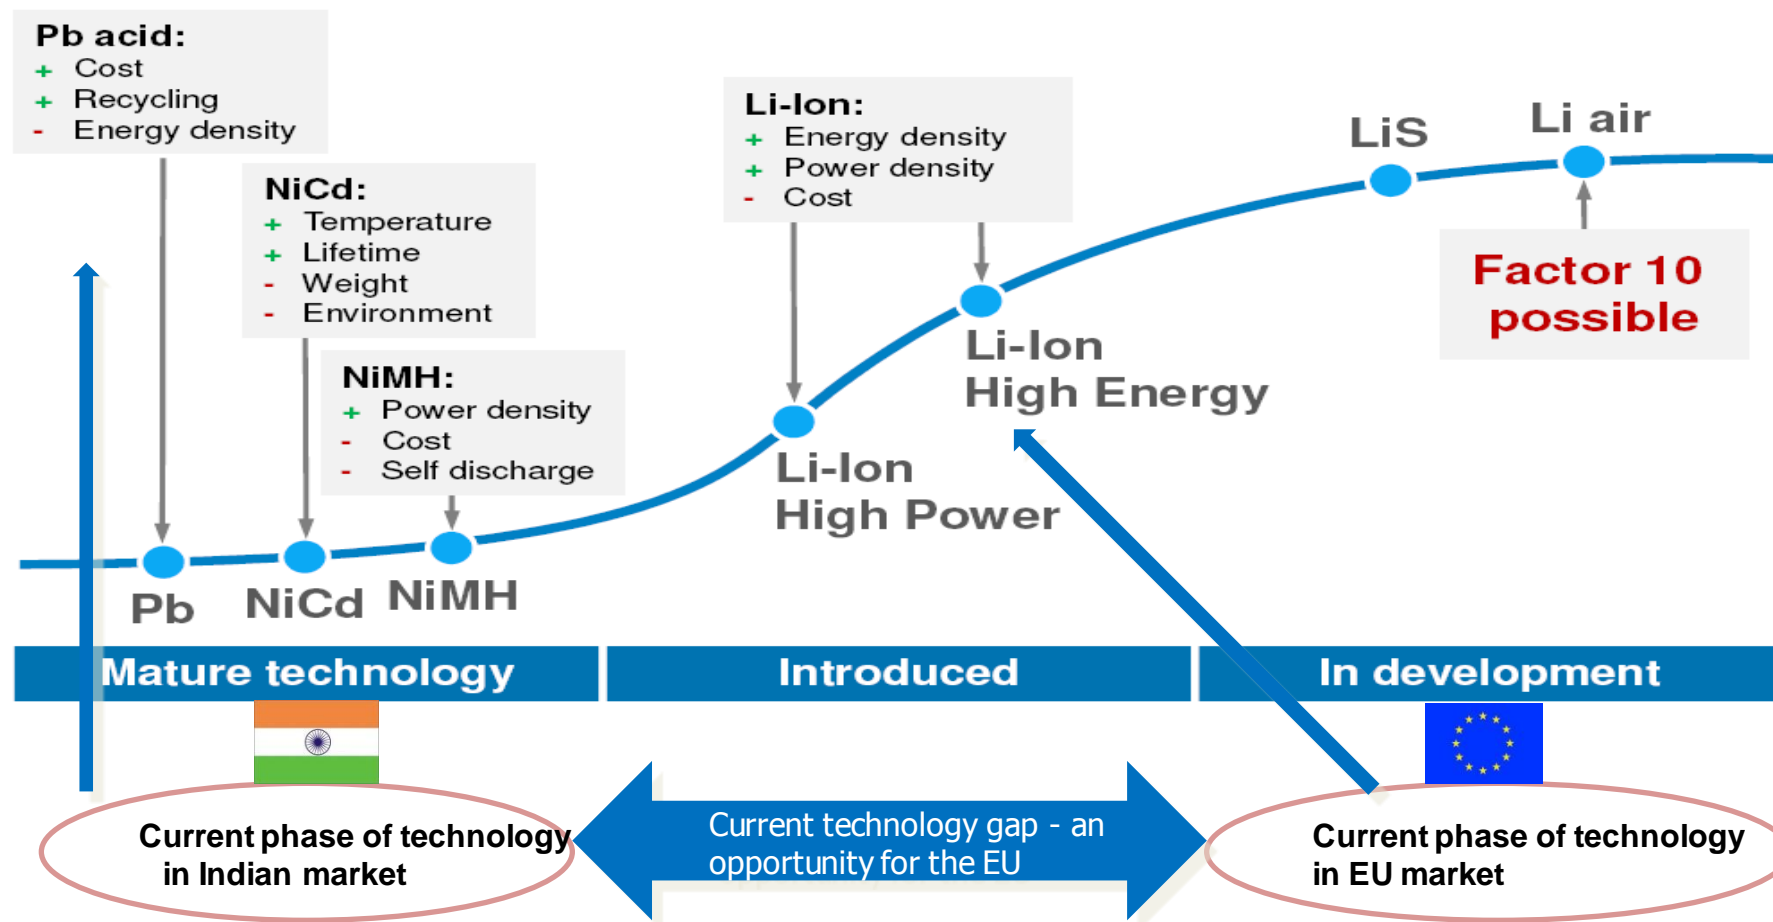 Pb acid:
+ Cost
+ Recycling
- Energy density
NiCd:
+ Temperature
+ Lifetime
- Weight
- Environment
NiMH:
+ Power density
- Cost
- Self discharge
Li-Ion:
+ Energy density
+ Power density
- Cost
LiS
Li air
Factor 10
possible
Li-Ion
High Energy
Li-Ion
High Power
Pb
NiCd
NiMH
Mature technology
Introduced
In development
Current phase of technology
in Indian market
Current technology gap - an
opportunity for the EU
Current phase of technology
in EU market